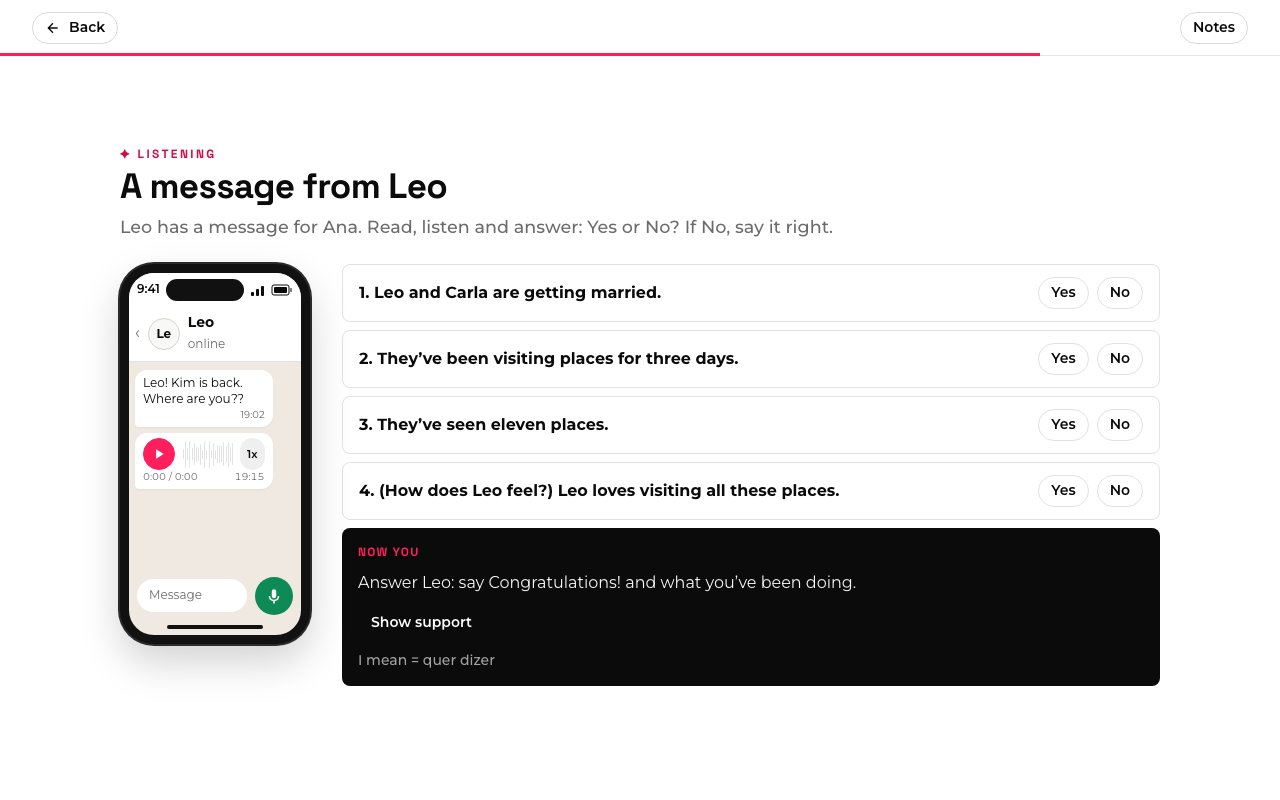 Back
Notes
LISTENING
A message from Leo
Leo has a message for Ana. Read, listen and answer: Yes or No? If No, say it right.
9:41
Le
Leo
online
Leo! Kim is back.
Where are you??
19:02
1x
0:00 / 0:00
19:15
Message
1. Leo and Carla are getting married.
Yes
No
2. They’ve been visiting places for three days.
Yes
No
3. They’ve seen eleven places.
Yes
No
4. (How does Leo feel?) Leo loves visiting all these places.
Yes
No
NOW YOU
Answer Leo: say Congratulations! and what you’ve been doing.
Show support
I mean = quer dizer